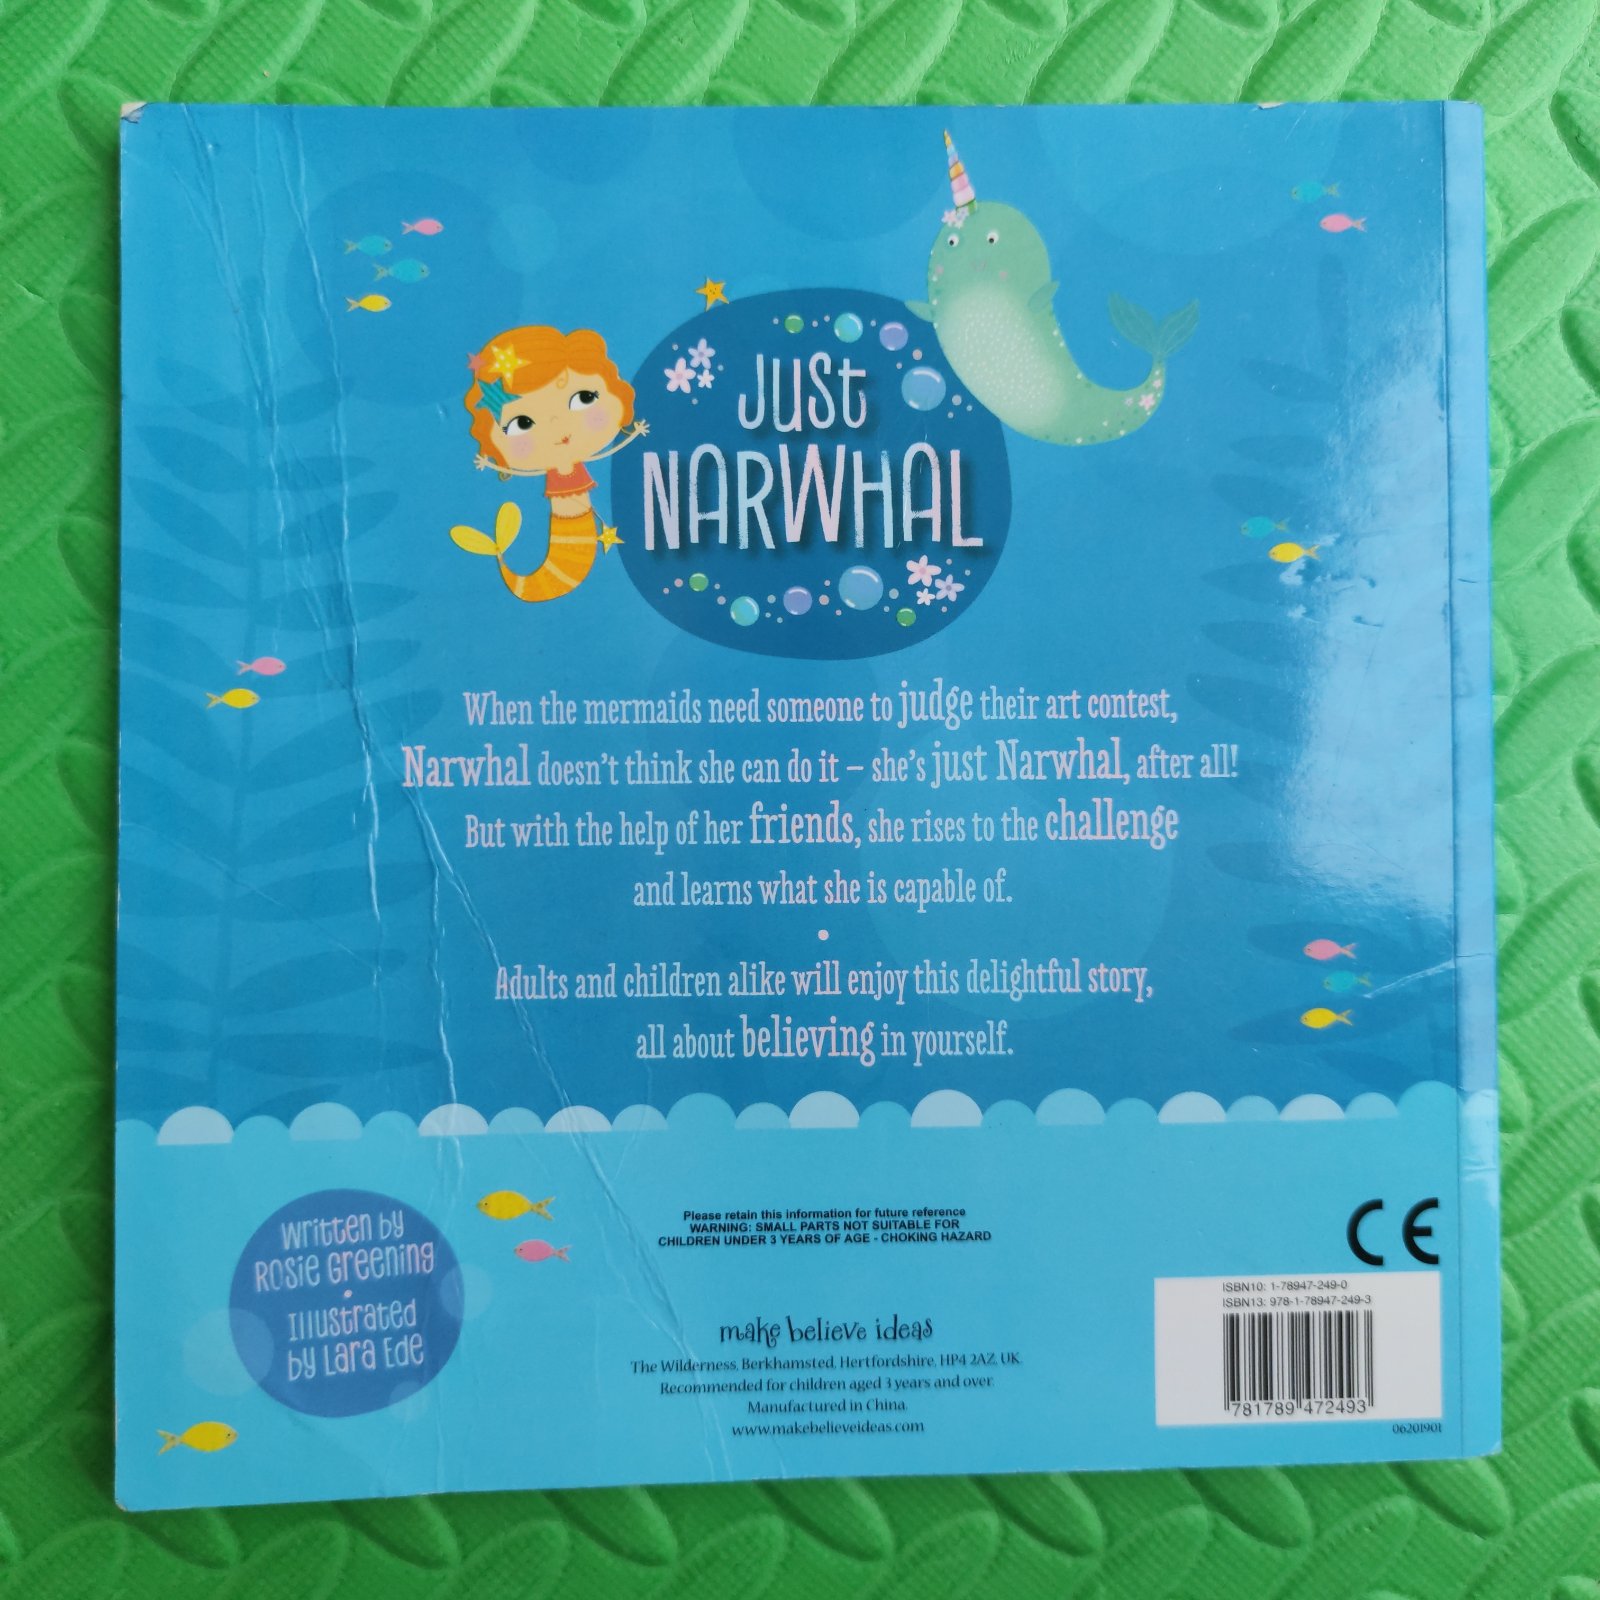 Just
NARWHAL
When the mermaids need someone to judge their art contest,
Narwhal doesn't think she can do it – she's just Narwhal, after all!
But with the help of her friends, she rises to the challenge
and learns what she is capable of.
•
Adults and children alike will enjoy this delightful story,
all about believing in yourself.
Written by
Rosie Greening
•
Illustrated
by Lara Ede
Please retain this information for future reference
WARNING: SMALL PARTS NOT SUITABLE FOR
CHILDREN UNDER 3 YEARS OF AGE - CHOKING HAZARD
make believe ideas
The Wilderness, Berkhamsted, Hertfordshire, HP4 2AZ, UK.
Recommended for children aged 3 years and over.
Manufactured in China.
www.makebelieveideas.com
CE
ISBN10: 1-78947-249-0
ISBN13: 978-1-78947-249-3
781789 472493
06201901